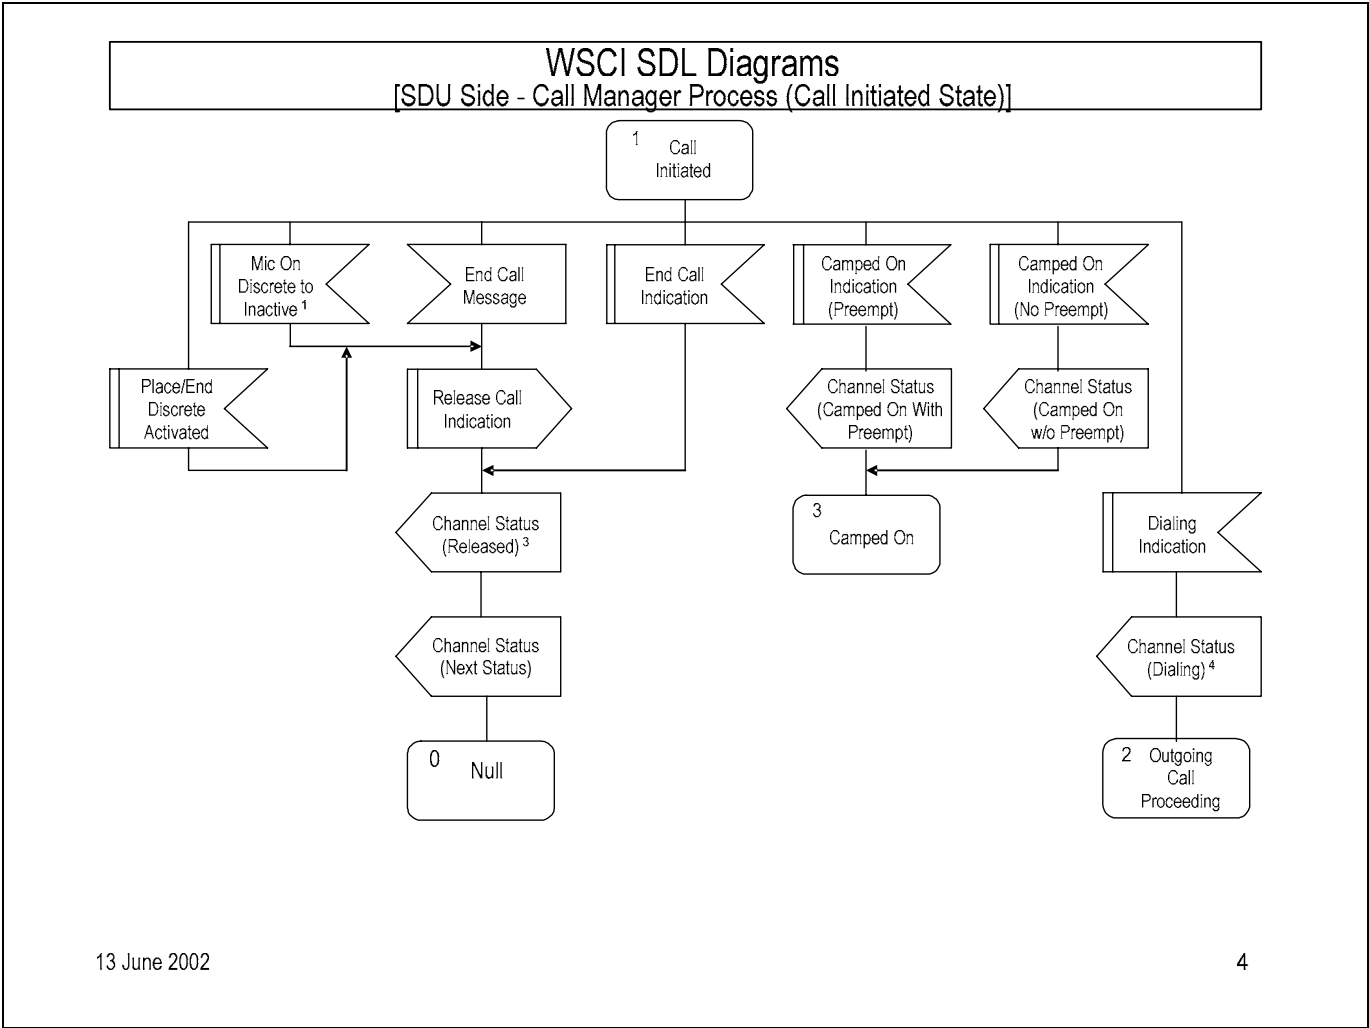 WSCI SDL Diagrams
[SDU Side - Call Manager Process (Call Initiated State)]
1
Call
Initiated
Mic On
Discrete to
Inactive 1
End Call
Message
End Call
Indication
Camped On
Indication
(Preempt)
Camped On
Indication
(No Preempt)
Place/End
Discrete
Activated
Release Call
Indication
Channel Status
(Camped On With
Preempt)
Channel Status
(Camped On
w/o Preempt)
Channel Status
(Released) 3
3
Camped On
Dialing
Indication
Channel Status
(Next Status)
Channel Status
(Dialing) 4
0
Null
2 Outgoing
Call
Proceeding
13 June 2002
4